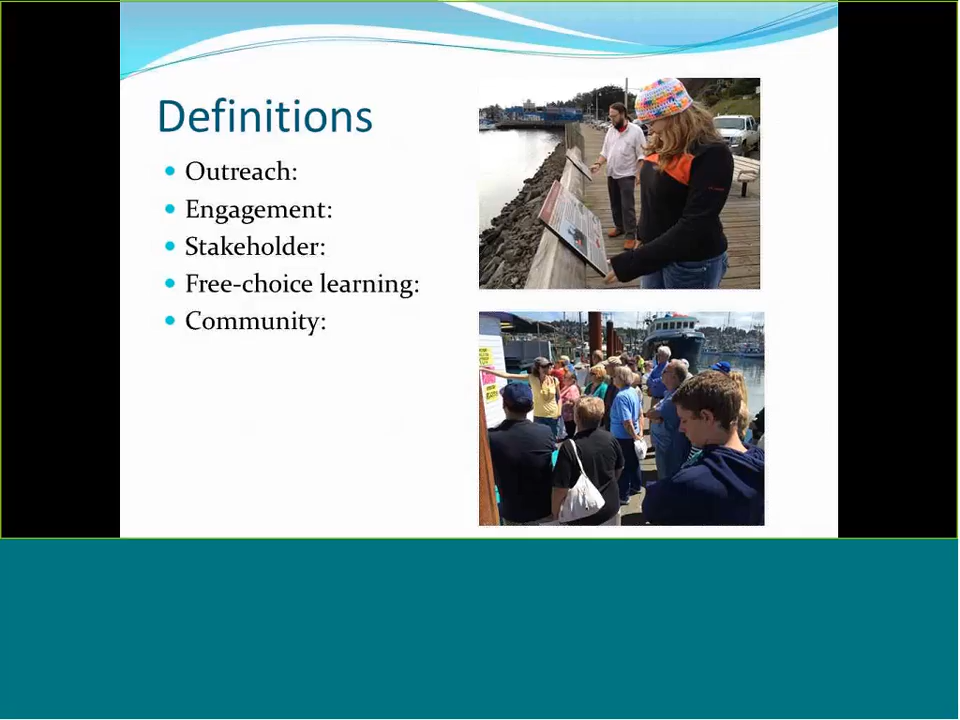 Definitions
Outreach:
Engagement:
Stakeholder:
Free-choice learning:
Community: